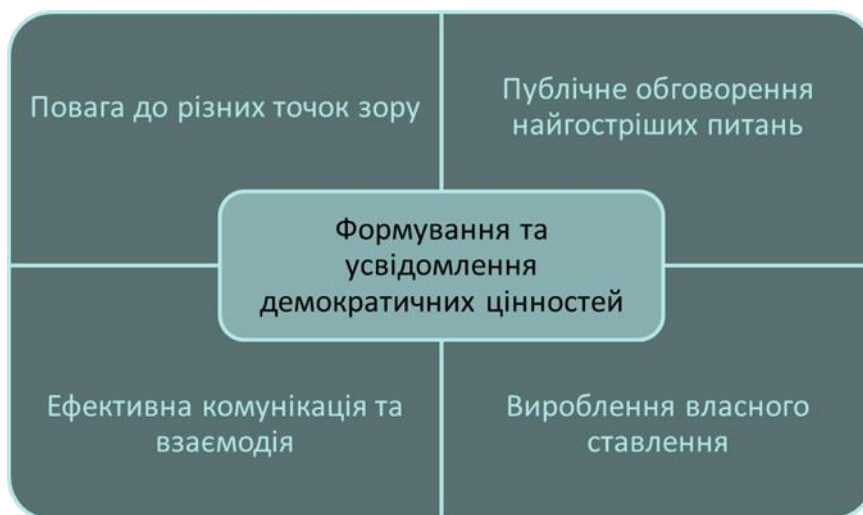 Повага до різних точок зору
Публічне обговорення
найгостріших питань
Формування та
усвідомлення
демократичних цінностей
Ефективна комунікація та
взаємодія
Вироблення власного
ставлення